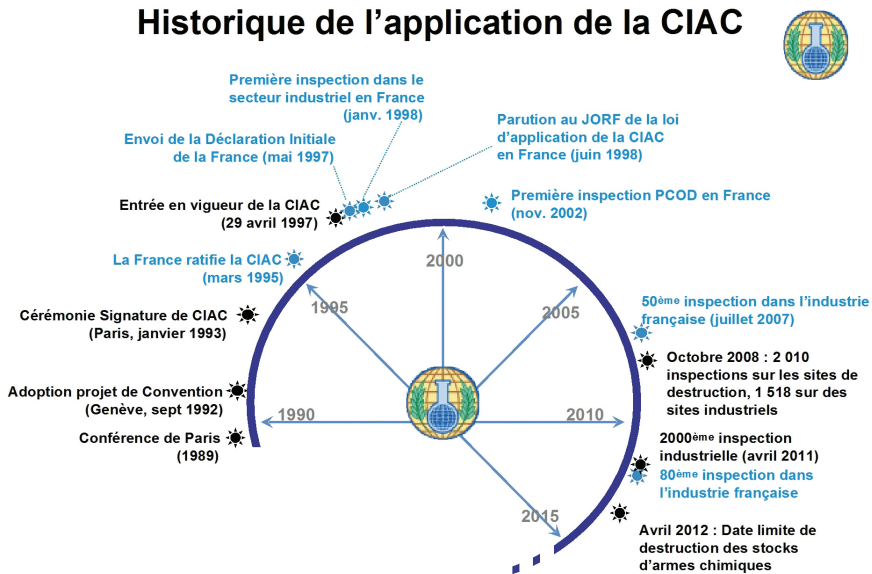 Historique de l'application de la CIAC
Première inspection dans le
secteur industriel en France
(janv. 1998)
Envoi de la Déclaration Initiale
de la France (mai 1997)
Parution au JORF de la loi
d'application de la CIAC
en France (juin 1998)
Entrée en vigueur de la CIAC
(29 avril 1997)
Première inspection PCOD en France
(nov. 2002)
La France ratifie la CIAC
(mars 1995)
Cérémonie Signature de CIAC
(Paris, janvier 1993)
Adoption projet de Convention
(Genève, sept 1992)
Conférence de Paris
(1989)
1990
1995
2000
2005
2010
2015
50ème inspection dans l'industrie
française (juillet 2007)
Octobre 2008 : 2 010
inspections sur les sites de
destruction, 1 518 sur des
sites industriels
2000ème inspection
industrielle (avril 2011)
80ème inspection dans
l'industrie française
Avril 2012 : Date limite de
destruction des stocks
d'armes chimiques